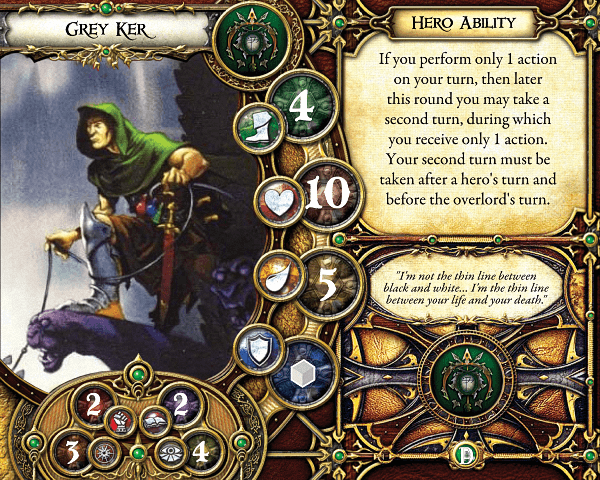 Grey Ker
4
10
5
2
2
3
4
Hero Ability
If you perform only 1 action
on your turn, then later
this round you may take a
second turn, during which
you receive only 1 action.
Your second turn must be
taken after a hero's turn and
before the overlord's turn.
"I'm not the thin line between
black and white... I'm the thin line
between your life and your death."